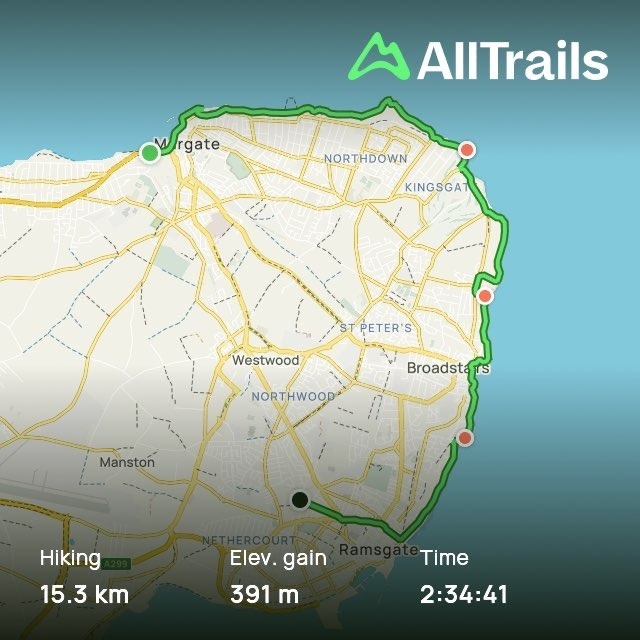 AllTrails
Margate
NORTHDOWN
KINGSGAT
ST PETER'S
Westwood
Broadstairs
NORTHWOOD
Manston
NETHERCOURT
Ramsgate
A299
Hiking
Elev. gain
Time
15.3 km
391 m
2:34:41